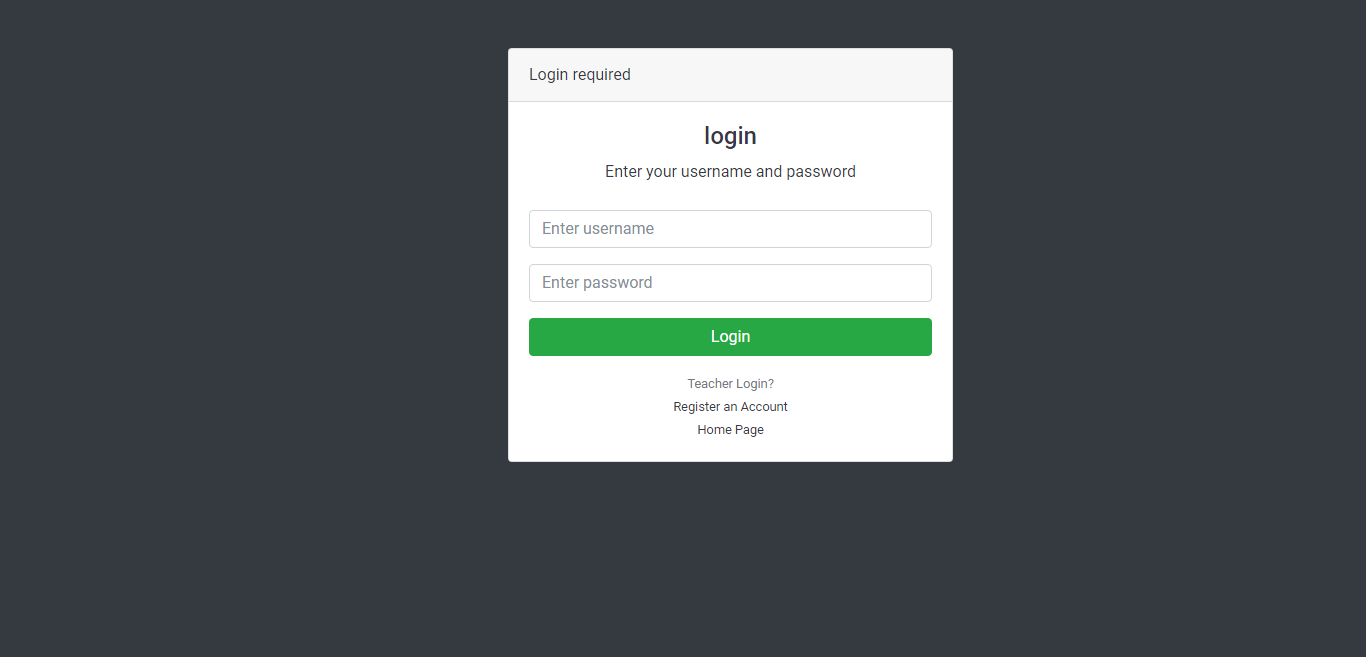 Login required
login
Enter your username and password
Enter username
Enter password
Login
Teacher Login?
Register an Account
Home Page